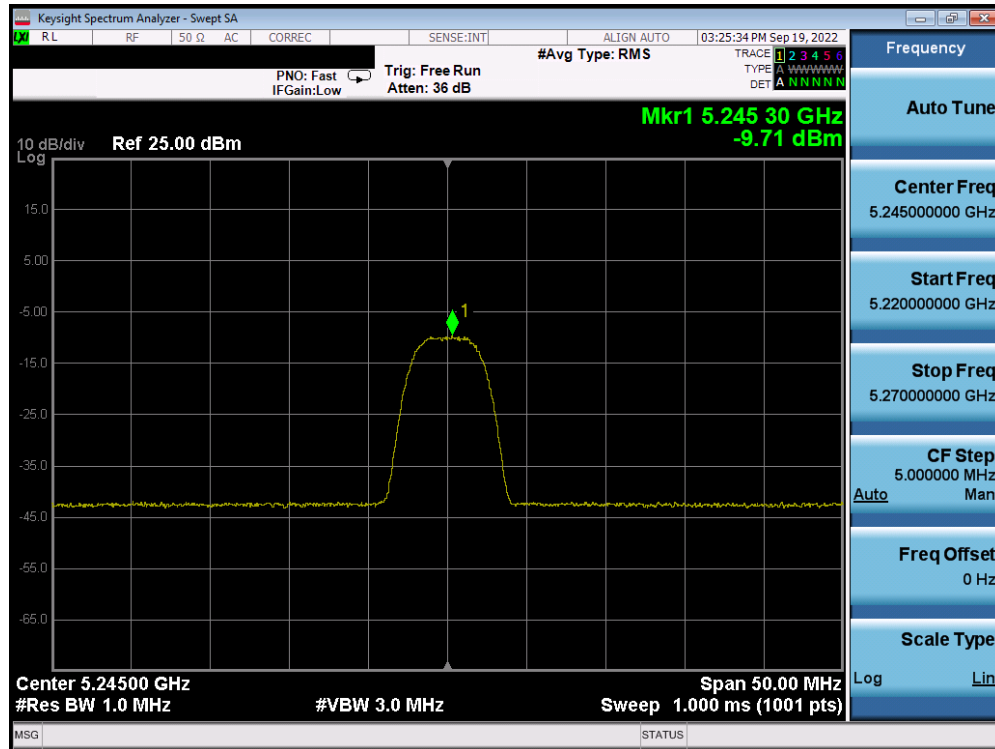 Keysight Spectrum Analyzer - Swept SA
LXI RL RF 50 Ω AC CORREC SENSE:INT ALIGN AUTO 03:25:34 PM Sep 19, 2022
#Avg Type: RMS
TRACE 1 2 3 4 5 6
TYPE A WWWWW
DET A N N N N N
PNO: Fast
IFGain:Low
Trig: Free Run
Atten: 36 dB
Mkr1 5.245 30 GHz
-9.71 dBm
10 dB/div
Log
Ref 25.00 dBm
15.0
5.00
-5.00
-15.0
-25.0
-35.0
-45.0
-55.0
-65.0
1
Center 5.24500 GHz
Span 50.00 MHz
#Res BW 1.0 MHz
#VBW 3.0 MHz
Sweep 1.000 ms (1001 pts)
MSG
STATUS
Frequency
Auto Tune
Center Freq
5.245000000 GHz
Start Freq
5.220000000 GHz
Stop Freq
5.270000000 GHz
CF Step
5.000000 MHz
Auto Man
Freq Offset
0 Hz
Scale Type
Log Lin